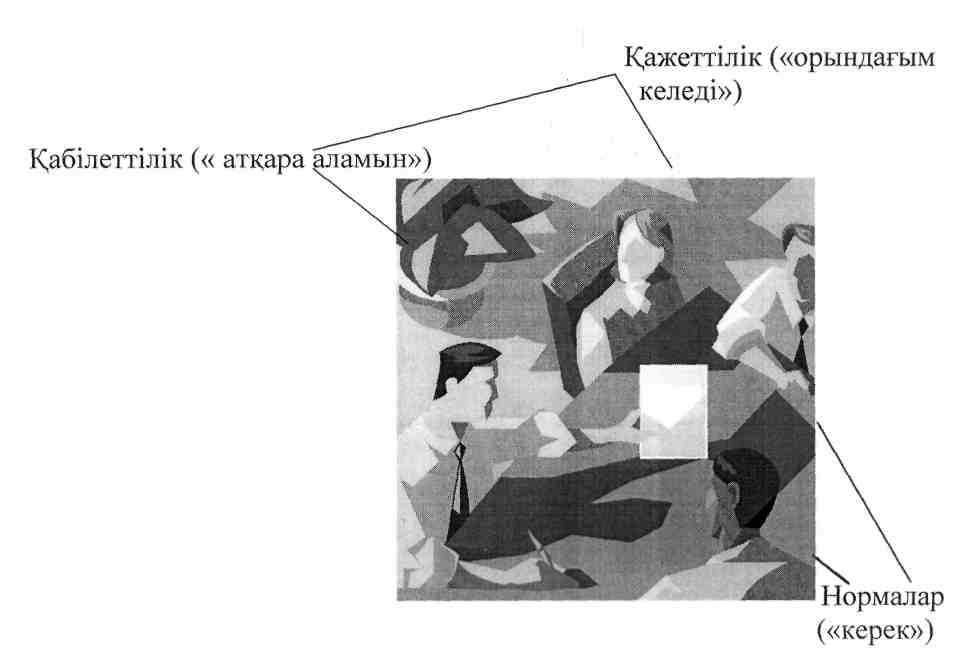 Қажеттілік («орындағым
келеді»)
Қабілеттілік (« атқара аламын»)
Нормалар
(«керек»)